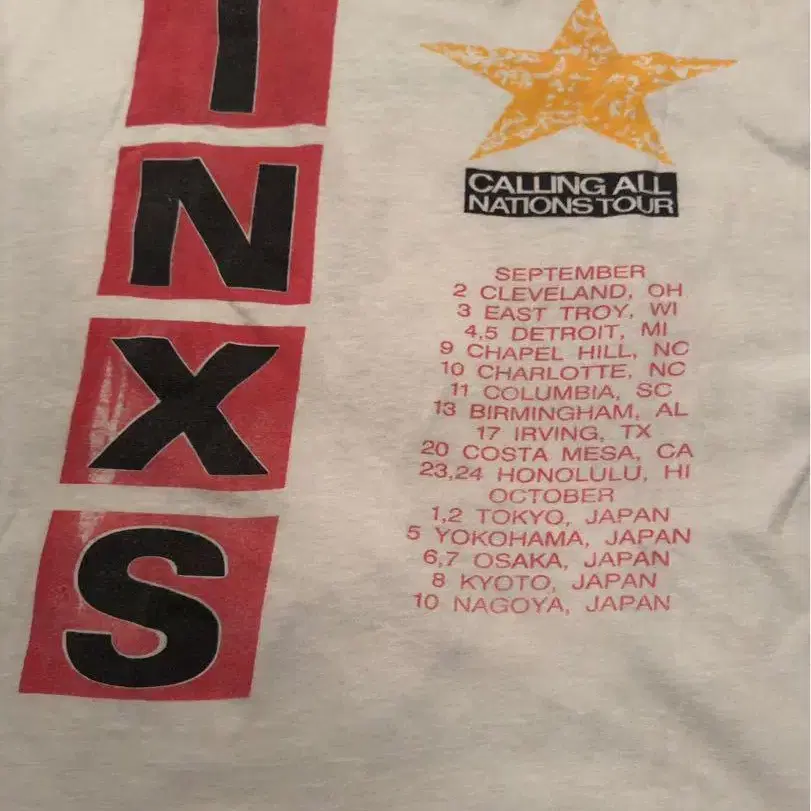 I
N
X
S
CALLING ALL
NATIONS TOUR
SEPTEMBER
2 CLEVELAND, OH
3 EAST TROY, WI
4,5 DETROIT, MI
9 CHAPEL HILL, NC
10 CHARLOTTE, NC
11 COLUMBIA, SC
13 BIRMINGHAM, AL
17 IRVING, TX
20 COSTA MESA, CA
23,24 HONOLULU, HI
OCTOBER
1,2 TOKYO, JAPAN
5 YOKOHAMA, JAPAN
6,7 OSAKA, JAPAN
8 KYOTO, JAPAN
10 NAGOYA, JAPAN